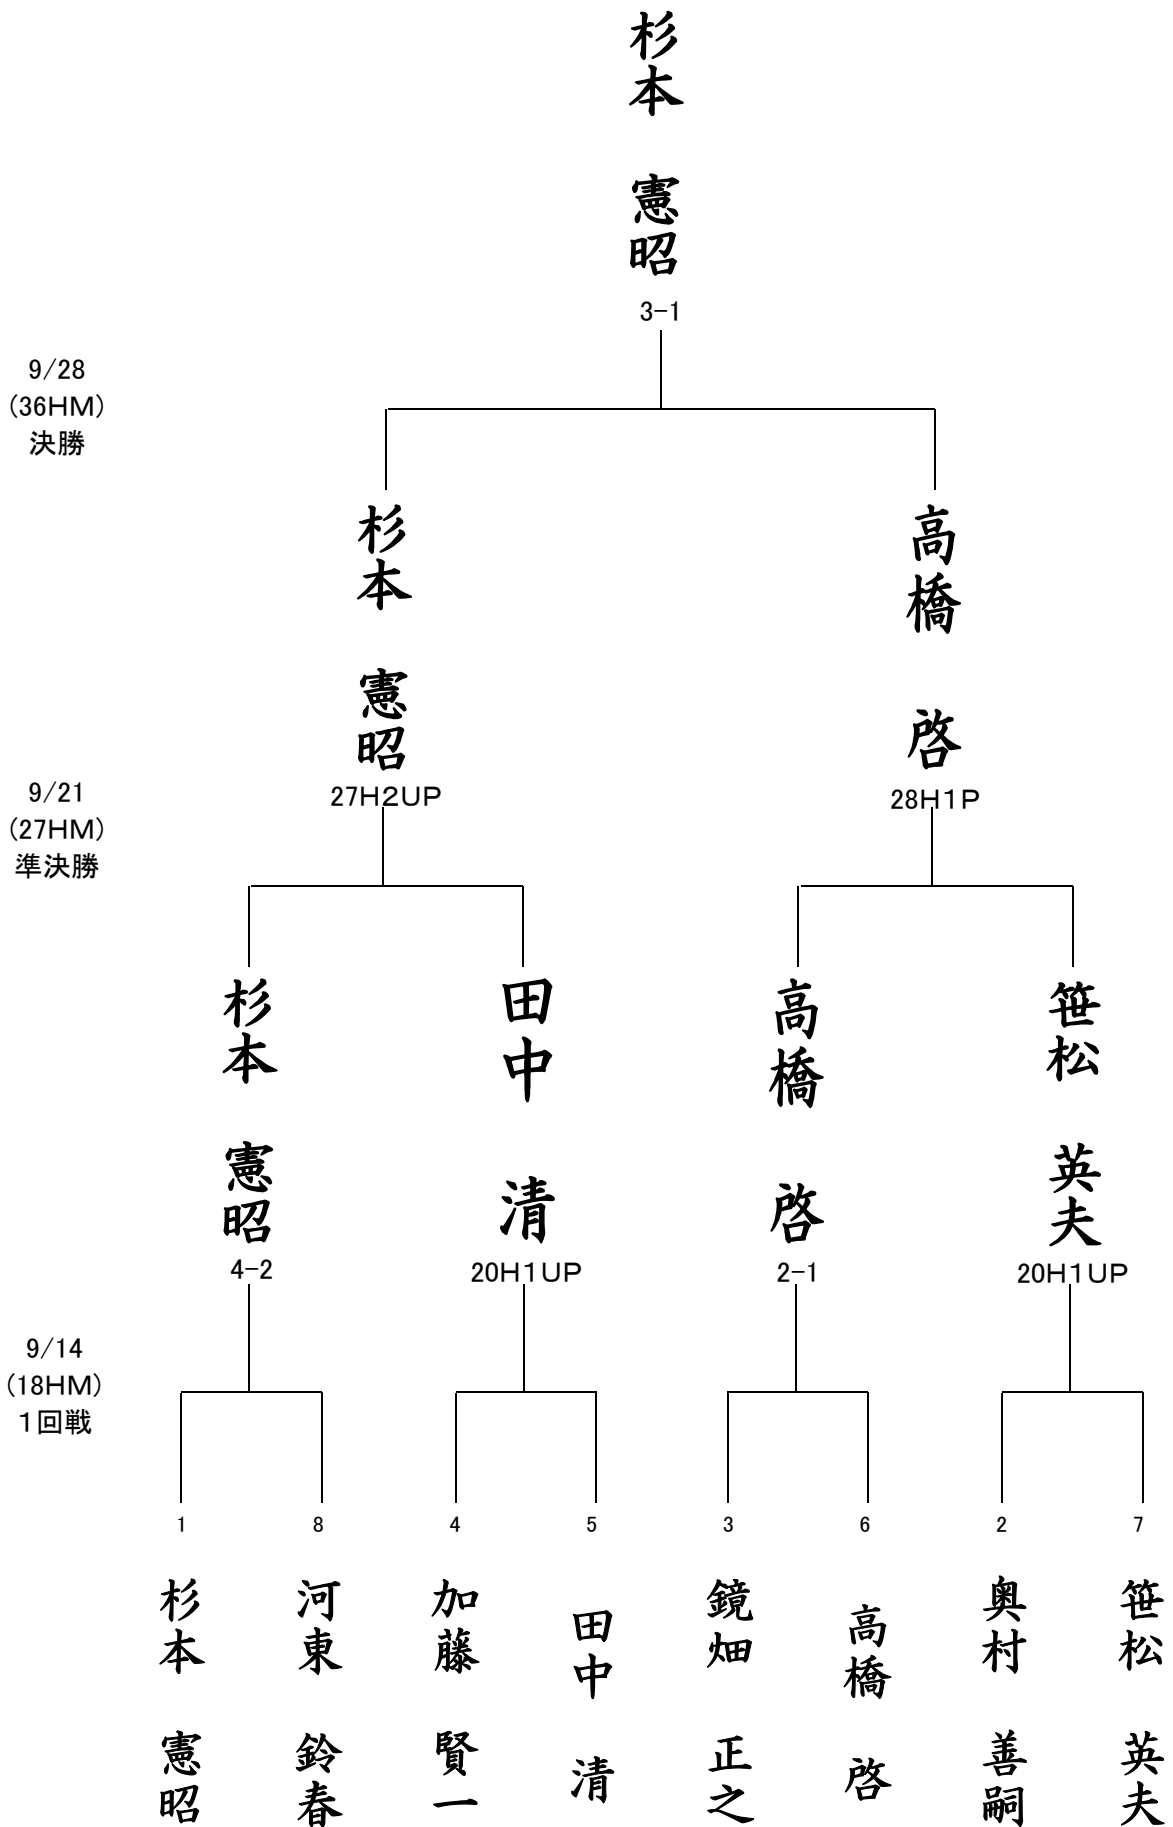 杉本 憲昭
3-1
9/28
(36HM)
決勝
杉本 憲昭
高橋 啓
27H2UP
28H1P
9/21
(27HM)
準決勝
杉本 憲昭
田中 清
高橋 啓
笹松 英夫
4-2
20H1UP
2-1
20H1UP
9/14
(18HM)
１回戦
1
8
4
5
3
6
2
7
杉本 憲昭
河東 鈴春
加藤 賢一
田中 清
鏡畑 正之
高橋 啓
奥村 善嗣
笹松 英夫